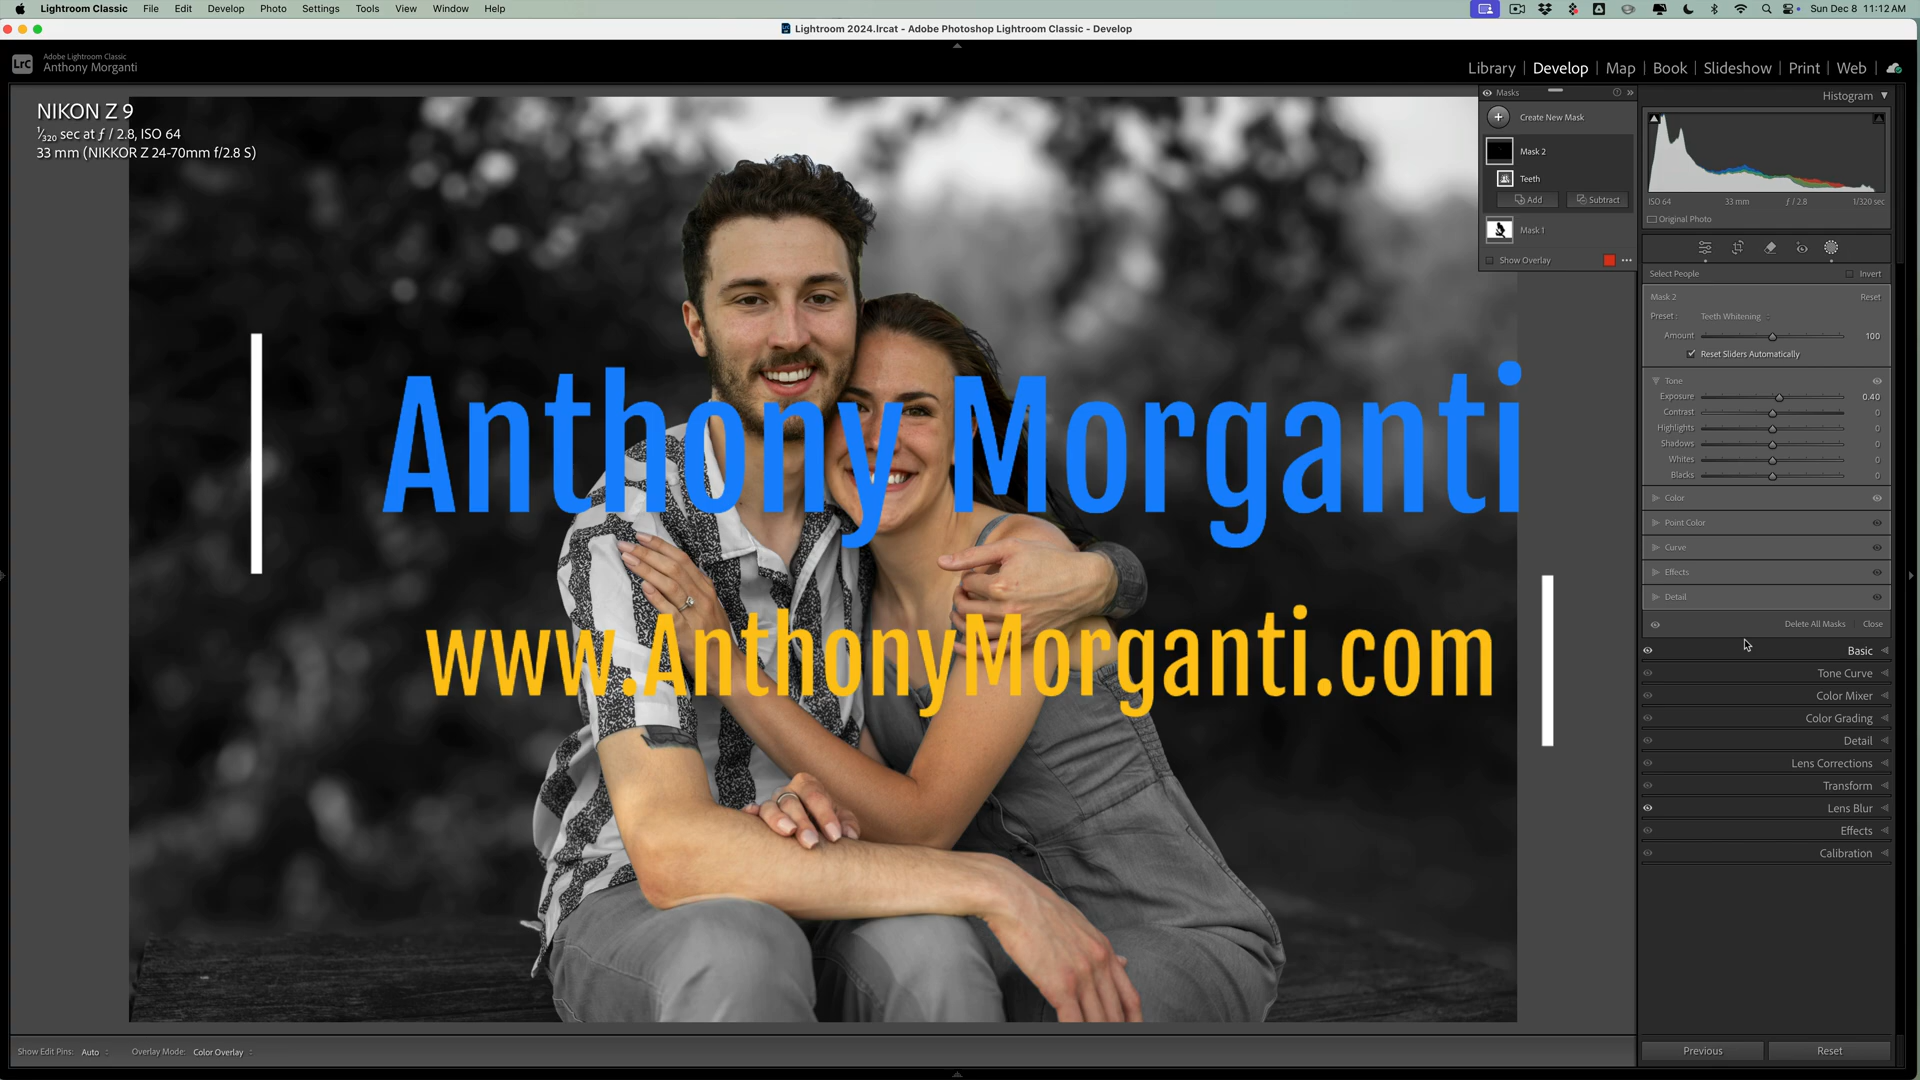 Lightroom Classic File Edit Develop Photo Settings Tools View Window Help Sun Dec 8 11:12 AM
Lightroom 2024.lrcat - Adobe Photoshop Lightroom Classic - Develop
LrC Adobe Lightroom Classic
Anthony Morganti
Library | Develop | Map | Book | Slideshow | Print | Web
NIKON Z 9
1/320 sec at ƒ / 2.8, ISO 64
33 mm (NIKKOR Z 24-70mm f/2.8 S)
Anthony Morganti
www.AnthonyMorganti.com
Masks
Create New Mask
Mask 2
Teeth
Add Subtract
Mask 1
Show Overlay
Histogram
ISO 64 33 mm ƒ / 2.8 1/320 sec
Original Photo
Select People Invert
Mask 2 Reset
Preset : Teeth Whitening
Amount 100
Reset Sliders Automatically
Tone
Exposure 0.40
Contrast 0
Highlights 0
Shadows 0
Whites 0
Blacks 0
Color
Point Color
Curve
Effects
Detail
Delete All Masks Close
Basic
Tone Curve
Color Mixer
Color Grading
Detail
Lens Corrections
Transform
Lens Blur
Effects
Calibration
Previous Reset
Show Edit Pins: Auto Overlay Mode: Color Overlay